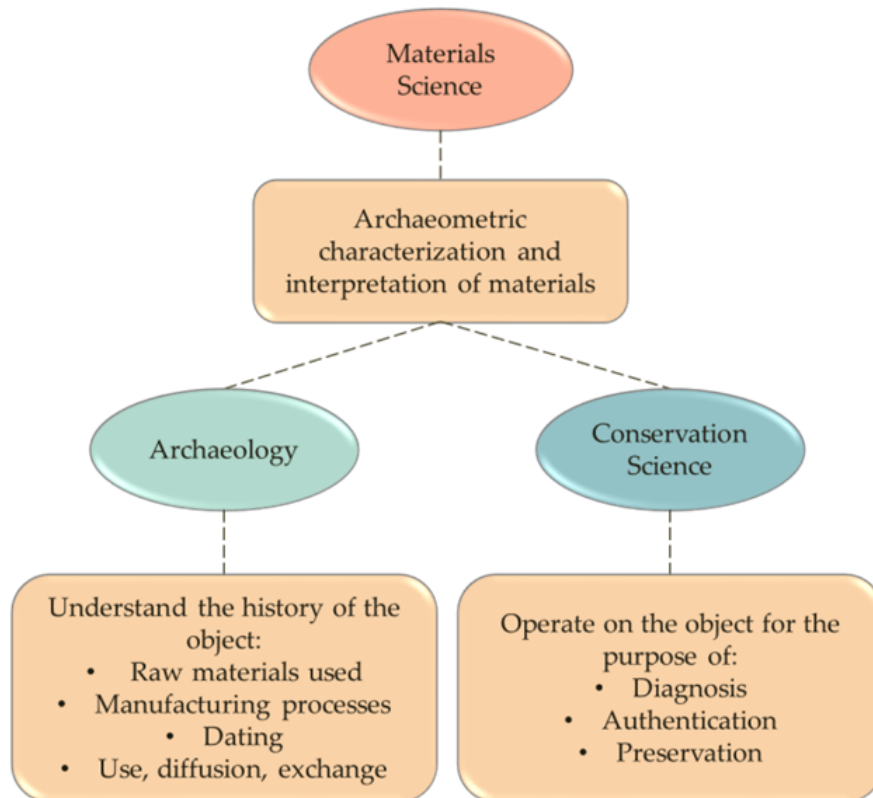 Materials
Science
Archaeometric
characterization and
interpretation of materials
Archaeology
Conservation
Science
Understand the history of the
object:
• Raw materials used
• Manufacturing processes
• Dating
• Use, diffusion, exchange
Operate on the object for the
purpose of:
• Diagnosis
• Authentication
• Preservation